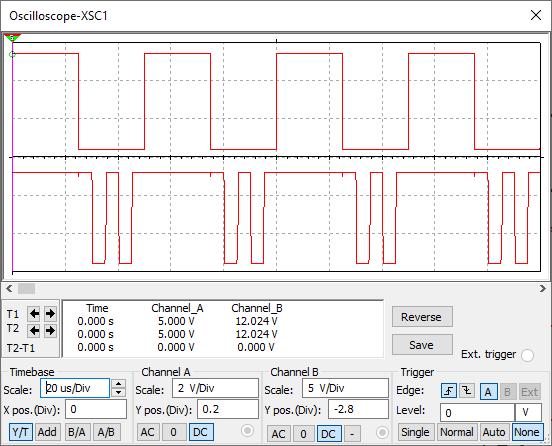 Oscilloscope-XSC1
Time Channel_A Channel_B
T1 0.000 s 5.000 V 12.024 V
T2 0.000 s 5.000 V 12.024 V
T2-T1 0.000 s 0.000 V 0.000 V
Reverse
Save
Ext. trigger
Timebase
Scale: 20 us/Div
X pos.(Div): 0
Y/T Add B/A A/B
Channel A
Scale: 2 V/Div
Y pos.(Div): 0.2
AC 0 DC
Channel B
Scale: 5 V/Div
Y pos.(Div): -2.8
AC 0 DC -
Trigger
Edge: A B Ext
Level: 0 V
Single Normal Auto None